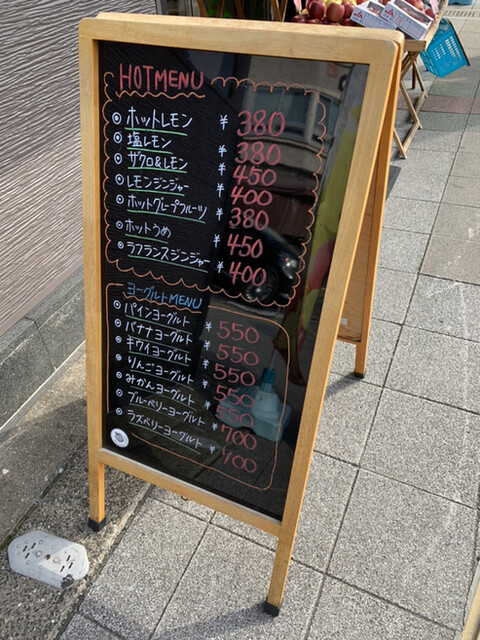 HOTMENU
◎ ホットレモン ¥380
◎ 塩レモン ¥380
◎ ザクロ&レモン ¥450
◎ レモンジンジャー ¥400
◎ ホットグレープフルーツ ¥380
◎ ホットうめ ¥450
◎ ラフランスジンジャー ¥400
ヨーグルトMENU
◎ パインヨーグルト ¥550
◎ バナナヨーグルト ¥550
◎ キウイヨーグルト ¥550
◎ りんごヨーグルト ¥550
◎ みかんヨーグルト ¥550
◎ ブルーベリーヨーグルト ¥700
◎ ラズベリーヨーグルト ¥700